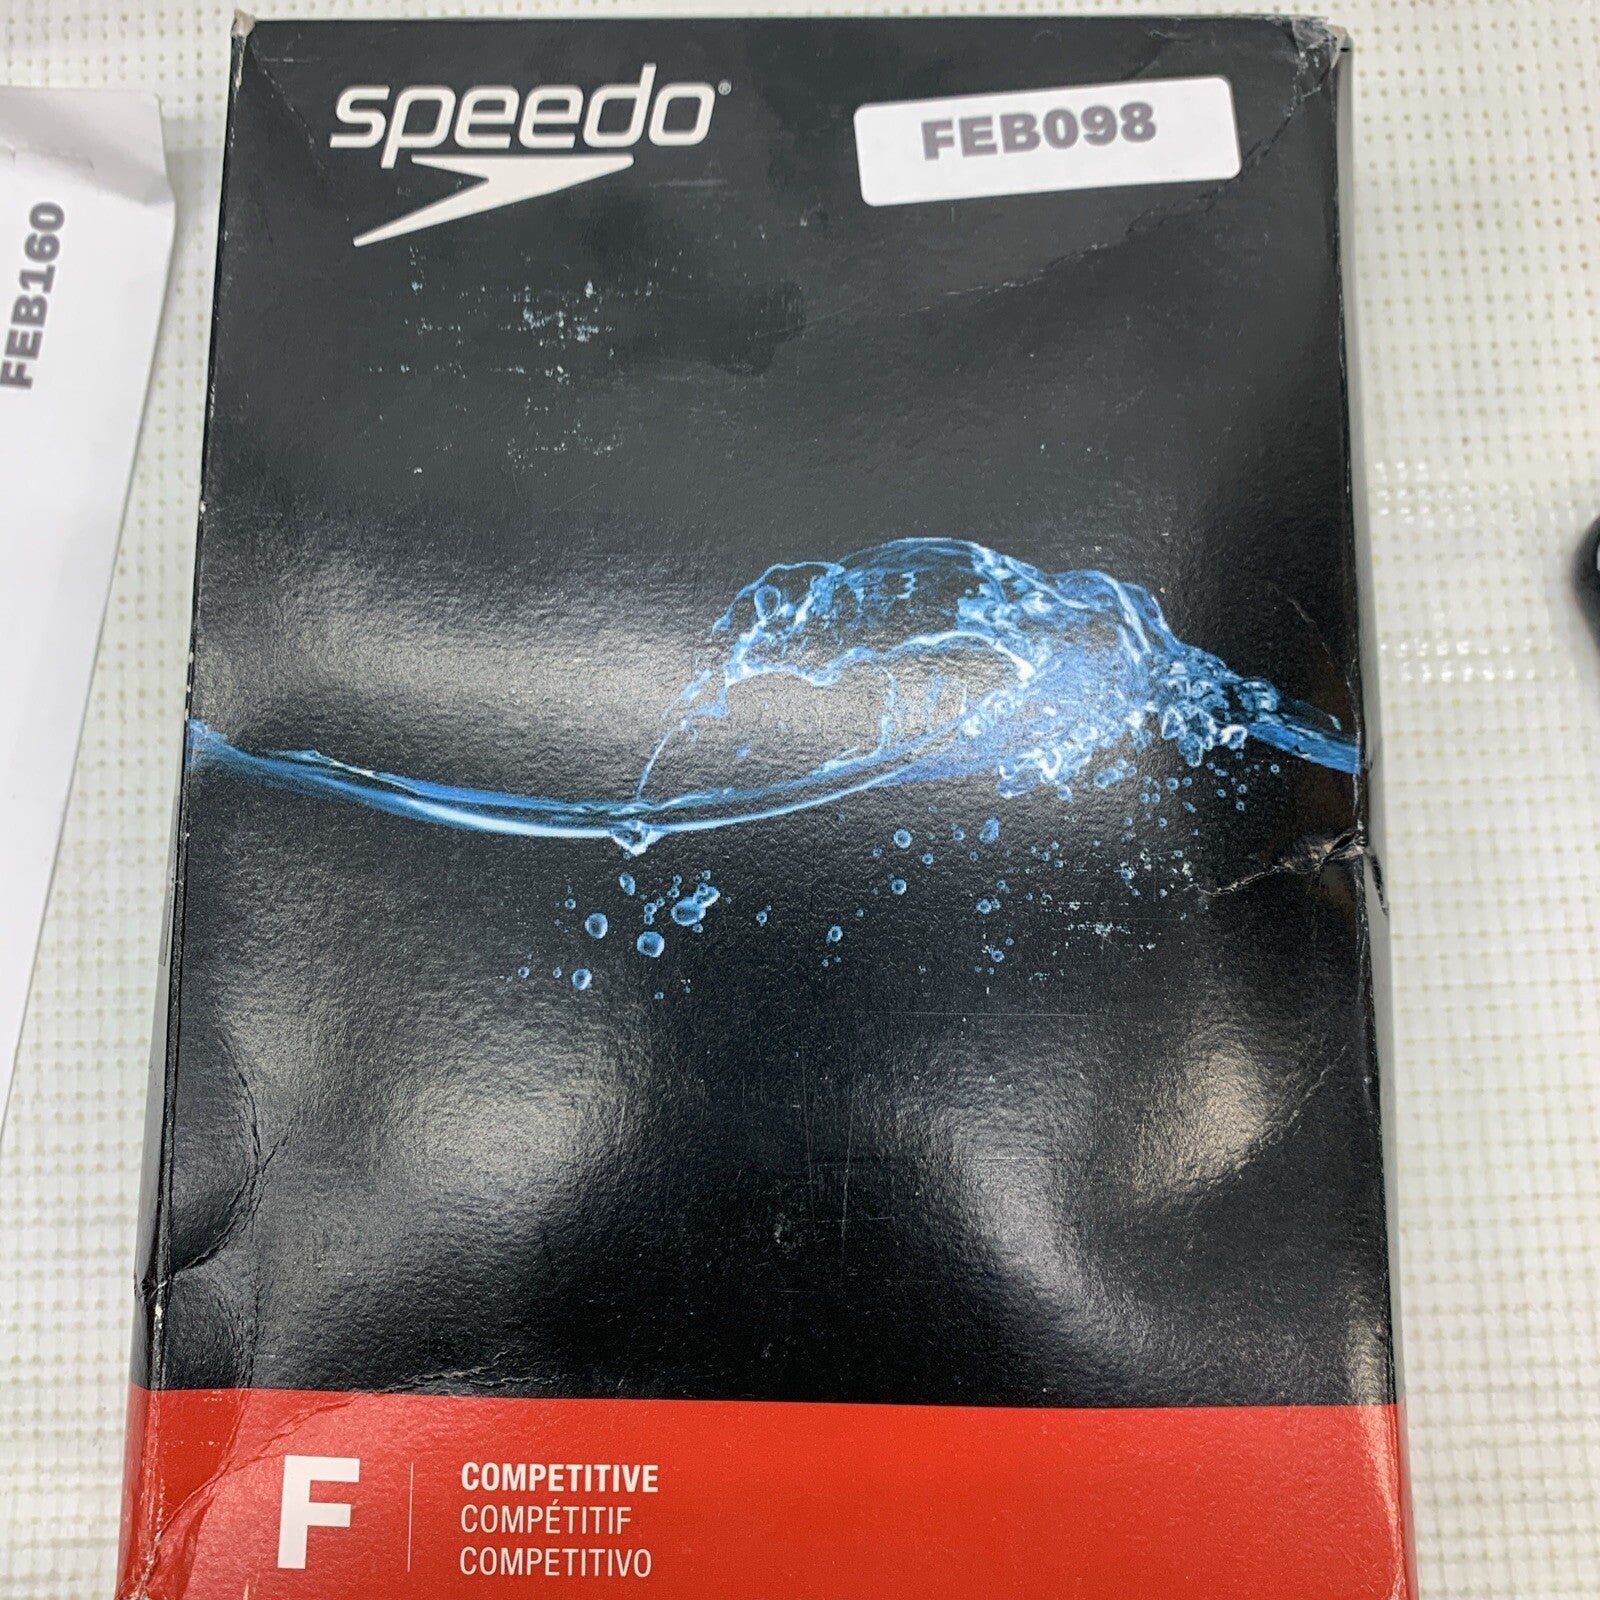 speedo®
FEB098
FEB160
F
COMPETITIVE
COMPÉTITIF
COMPETITIVO